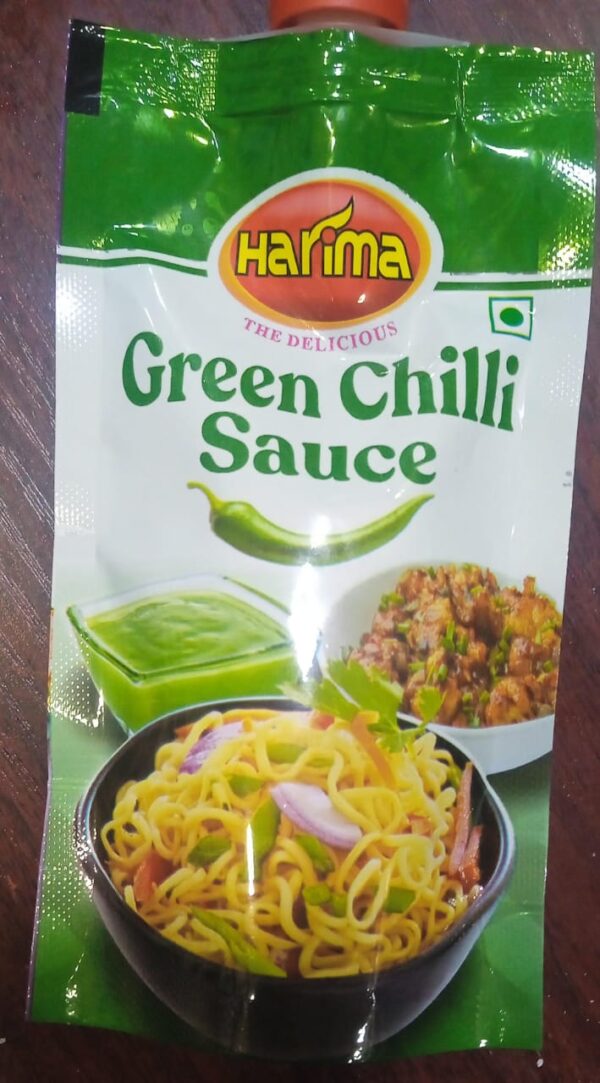 Harima
THE DELICIOUS
Green Chilli
Sauce